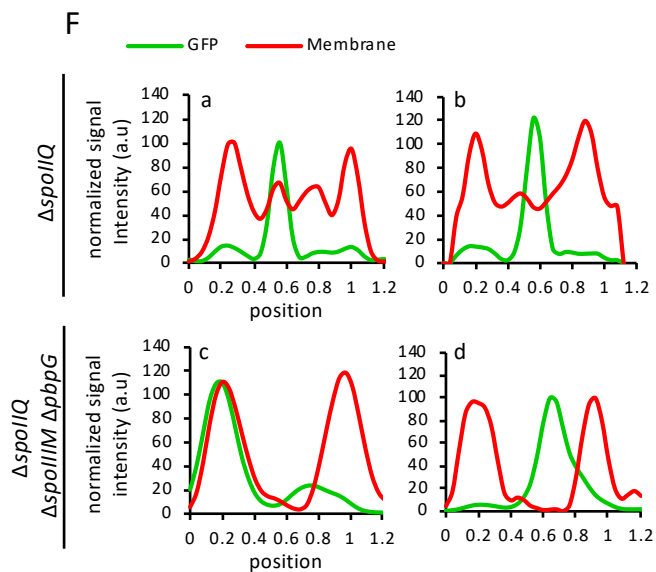 F
GFP Membrane
ΔspoIIQ
normalized signal
Intensity (a.u)
a
140
120
100
80
60
40
20
0
0 0.2 0.4 0.6 0.8 1 1.2
position
b
140
120
100
80
60
40
20
0
0 0.2 0.4 0.6 0.8 1 1.2
ΔspoIIQ
ΔspoIIIM ΔpbpG
normalized signal
intensity (a.u)
c
140
120
100
80
60
40
20
0
0 0.2 0.4 0.6 0.8 1 1.2
position
d
140
120
100
80
60
40
20
0
0 0.2 0.4 0.6 0.8 1 1.2